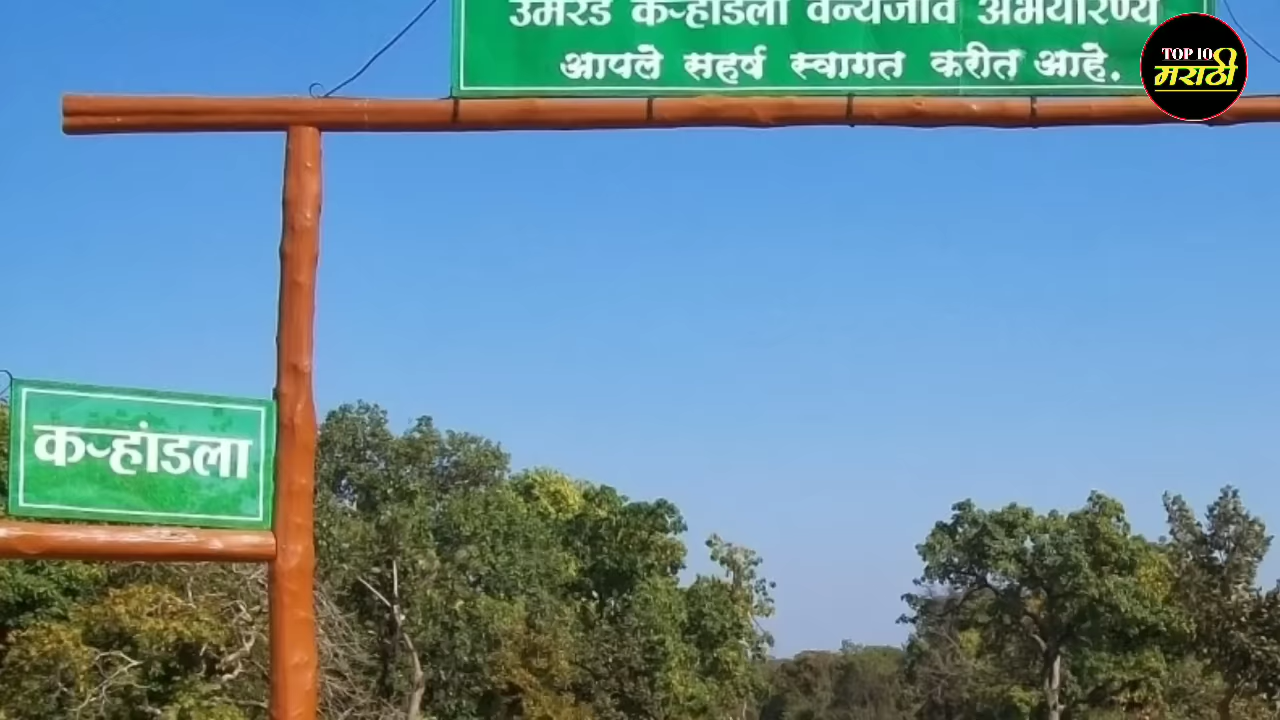 उमरेड कऱ्हांडला वन्यजीव अभयारण्य
आपले सहर्ष स्वागत करीत आहे.
TOP 10
मराठी
कऱ्हांडला